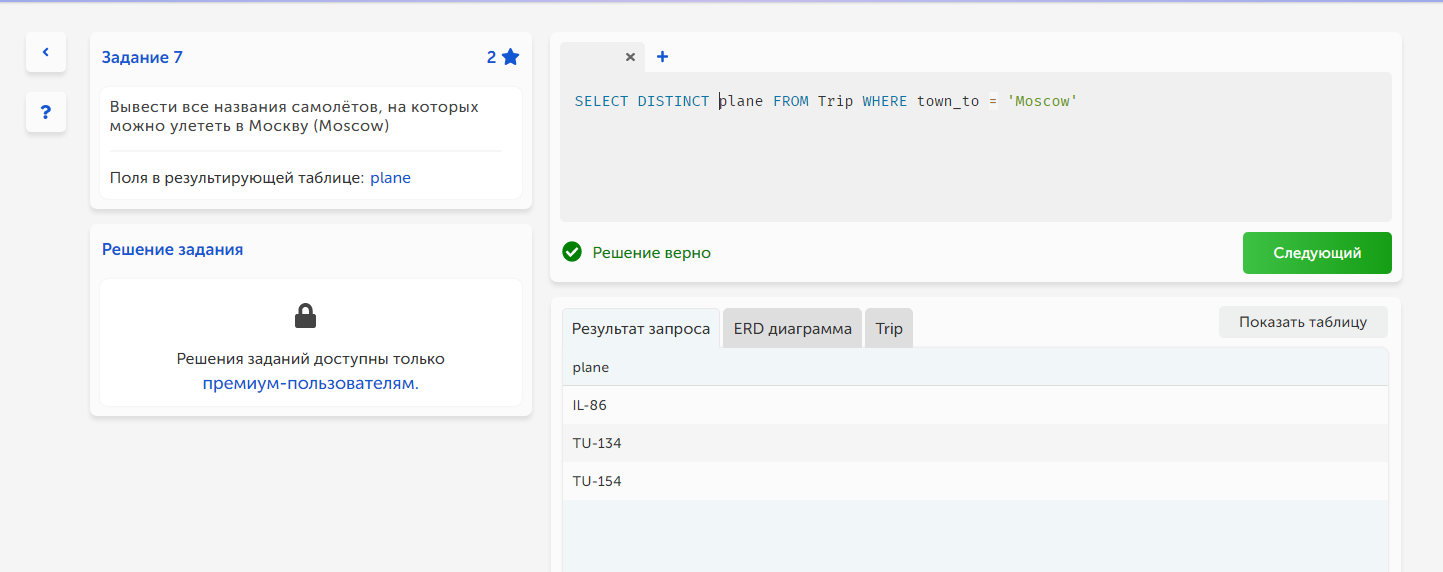 Задание 7
2
?
Вывести все названия самолётов, на которых
можно улететь в Москву (Moscow)
Поля в результирующей таблице: plane
Решение задания
Решения заданий доступны только
премиум-пользователям.
SELECT DISTINCT plane FROM Trip WHERE town_to = 'Moscow'
Решение верно
Следующий
Результат запроса
ERD диаграмма
Trip
Показать таблицу
plane
IL-86
TU-134
TU-154